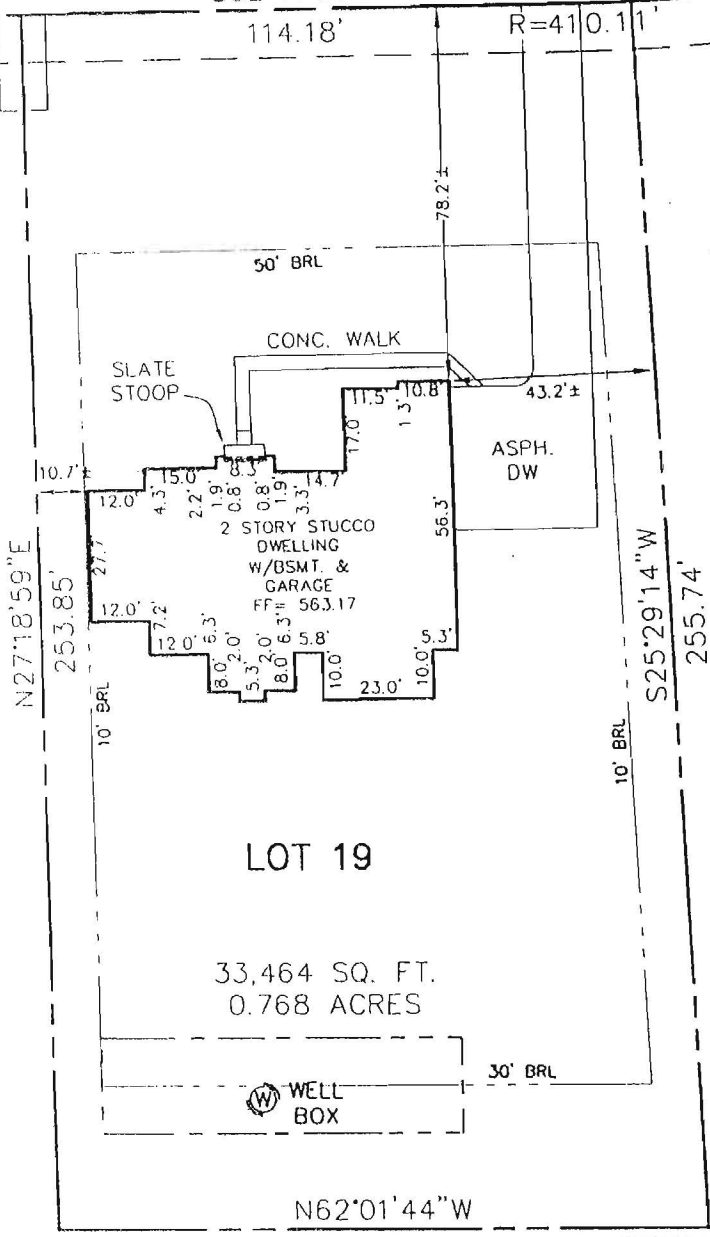 114.18'
R=410.11'
78.2'±
50' BRL
CONC. WALK
SLATE
STOOP
11.5'
10.8'
1.3'
43.2'±
17.0'
ASPH.
DW
10.7'±
12.0'
15.0'
8.3'
14.7'
4.3'
2.2'
1.9'
0.8'
0.8'
1.9'
3.3'
2 STORY STUCCO
DWELLING
W/BSMT. &
GARAGE
FF= 563.17
56.3'
27.7'
12.0'
7.2'
12.0'
6.3'
8.0'
2.0'
5.3'
2.0'
8.0'
6.3'
5.8'
10.0'
23.0'
10.0'
5.3'
N27°18'59"E
253.85'
S25°29'14"W
255.74'
10' BRL
10' BRL
LOT 19
33,464 SQ. FT.
0.768 ACRES
30' BRL
W
WELL
BOX
N62°01'44"W